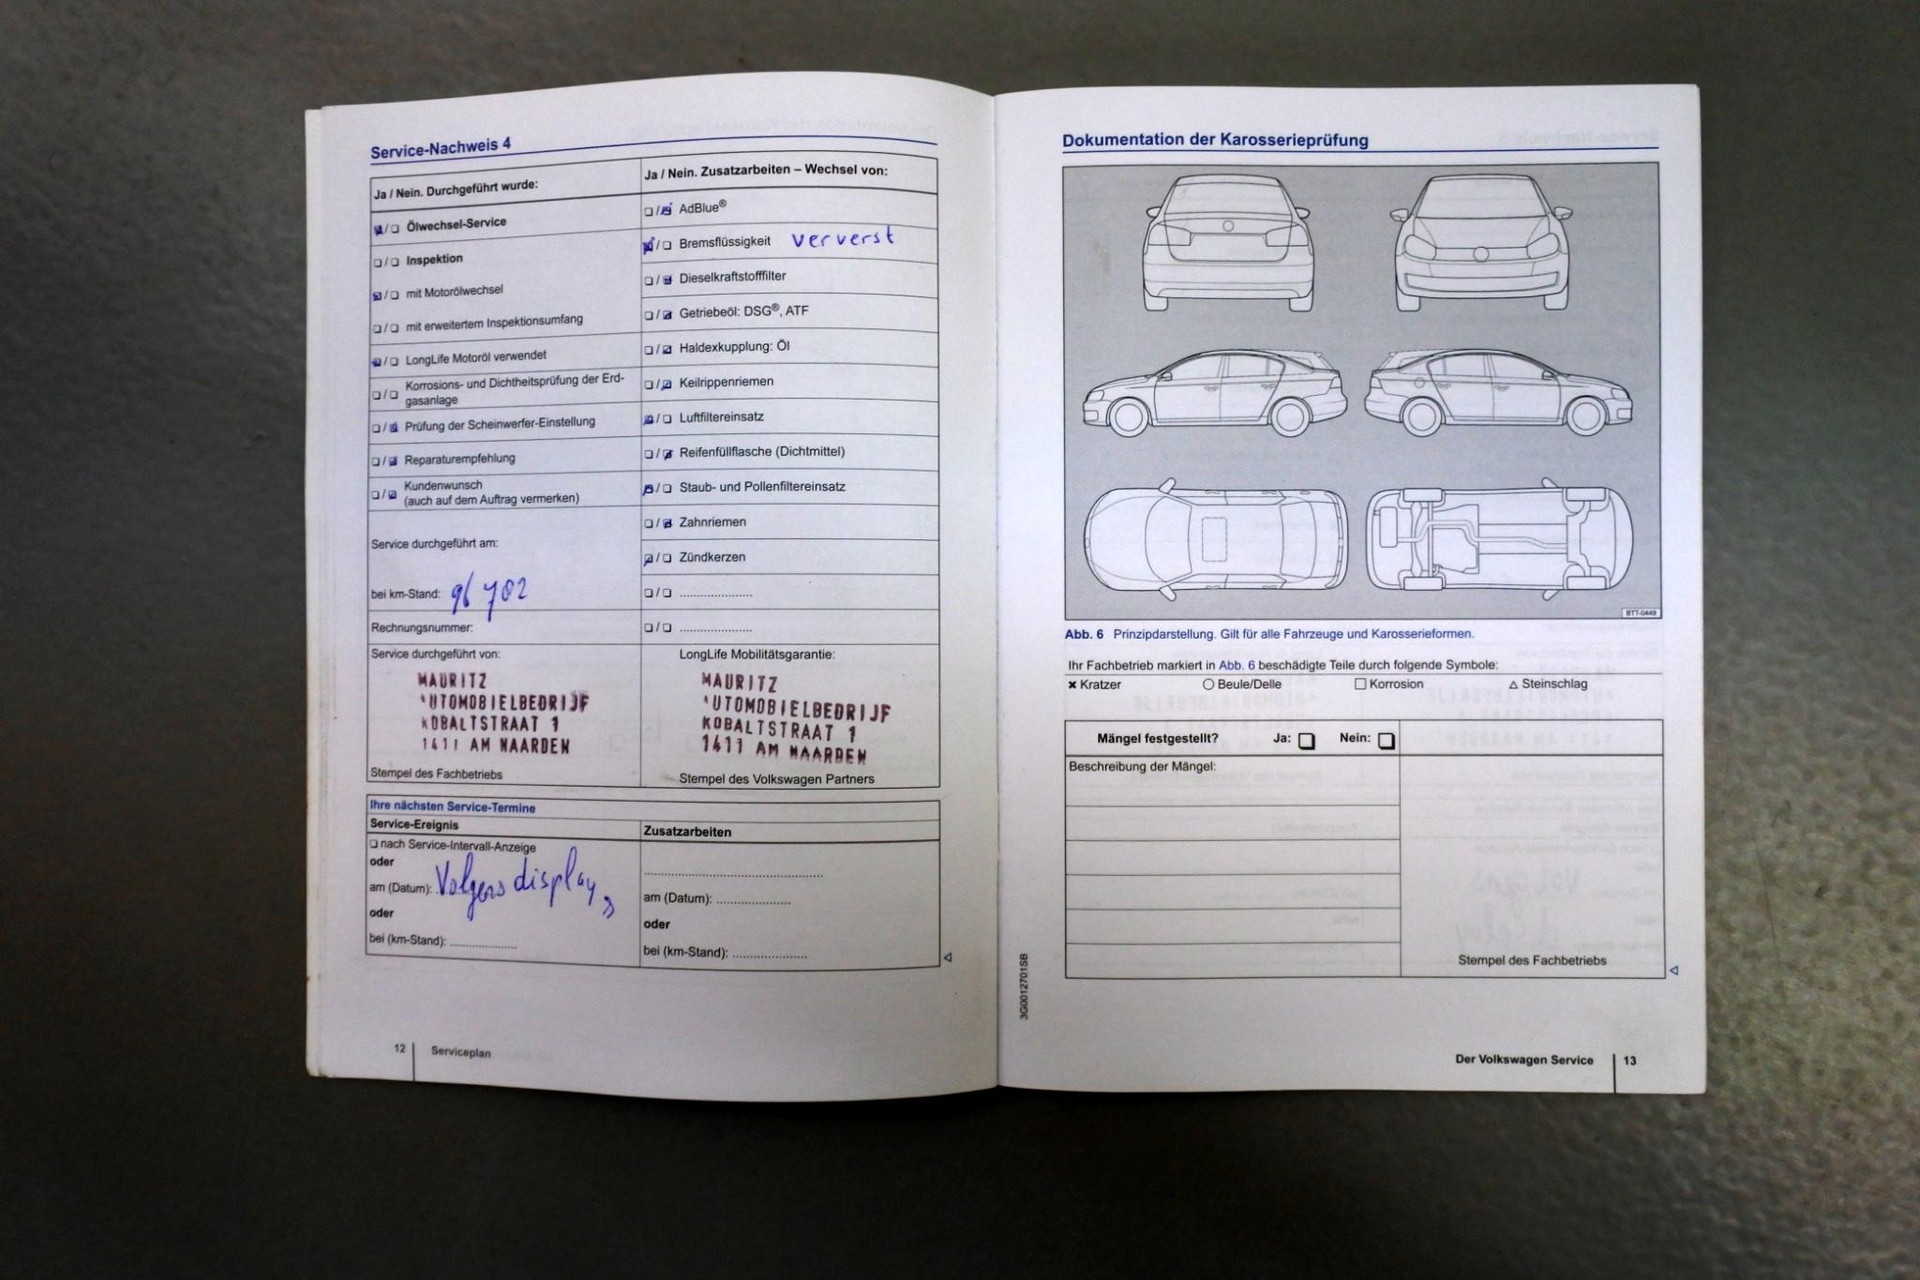 Service-Nachweis 4
Ja / Nein. Durchgeführt wurde:
Ölwechsel-Service
Inspektion
mit Motorölwechsel
mit erweitertem Inspektionsumfang
LongLife Motoröl verwendet
Korrosions- und Dichtheitsprüfung der Erd-
gasanlage
Prüfung der Scheinwerfer-Einstellung
Reparaturempfehlung
Kundenwunsch
(auch auf dem Auftrag vermerken)
Service durchgeführt am:
bei km-Stand: 96 702
Rechnungsnummer:
Ja / Nein. Zusatzarbeiten – Wechsel von:
AdBlue®
Bremsflüssigkeit ververst
Dieselkraftstofffilter
Getriebeöl: DSG®, ATF
Haldexkupplung: Öl
Keilrippenriemen
Luftfiltereinsatz
Reifenfüllflasche (Dichtmittel)
Staub- und Pollenfiltereinsatz
Zahnriemen
Zündkerzen
Service durchgeführt von:
MAURITZ
UTOMOBIELBEDRIJF
KOBALTSTRAAT 1
1411 AM NAARDEN
Stempel des Fachbetriebs
LongLife Mobilitätsgarantie:
MAURITZ
UTOMOBIELBEDRIJF
KOBALTSTRAAT 1
1411 AM NAARDEN
Stempel des Volkswagen Partners
Ihre nächsten Service-Termine
Service-Ereignis
nach Service-Intervall-Anzeige
oder
am (Datum): Volgens display
oder
bei (km-Stand):
Zusatzarbeiten
am (Datum):
oder
bei (km-Stand):
12 Serviceplan
Dokumentation der Karosserieprüfung
BTT-0449
Abb. 6 Prinzipdarstellung. Gilt für alle Fahrzeuge und Karosserieformen.
Ihr Fachbetrieb markiert in Abb. 6 beschädigte Teile durch folgende Symbole:
Kratzer Beule/Delle Korrosion Steinschlag
Mängel festgestellt? Ja: Nein:
Beschreibung der Mängel:
Stempel des Fachbetriebs
3G0012701SB
Der Volkswagen Service 13